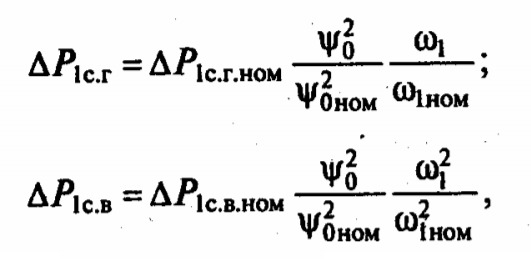 ΔP₁с.г = ΔP₁с.г.ном ψ₀²/ψ₀ном² ω₁/ω₁ном;
ΔP₁с.в = ΔP₁с.в.ном ψ₀²/ψ₀ном² ω₁²/ω₁ном²,